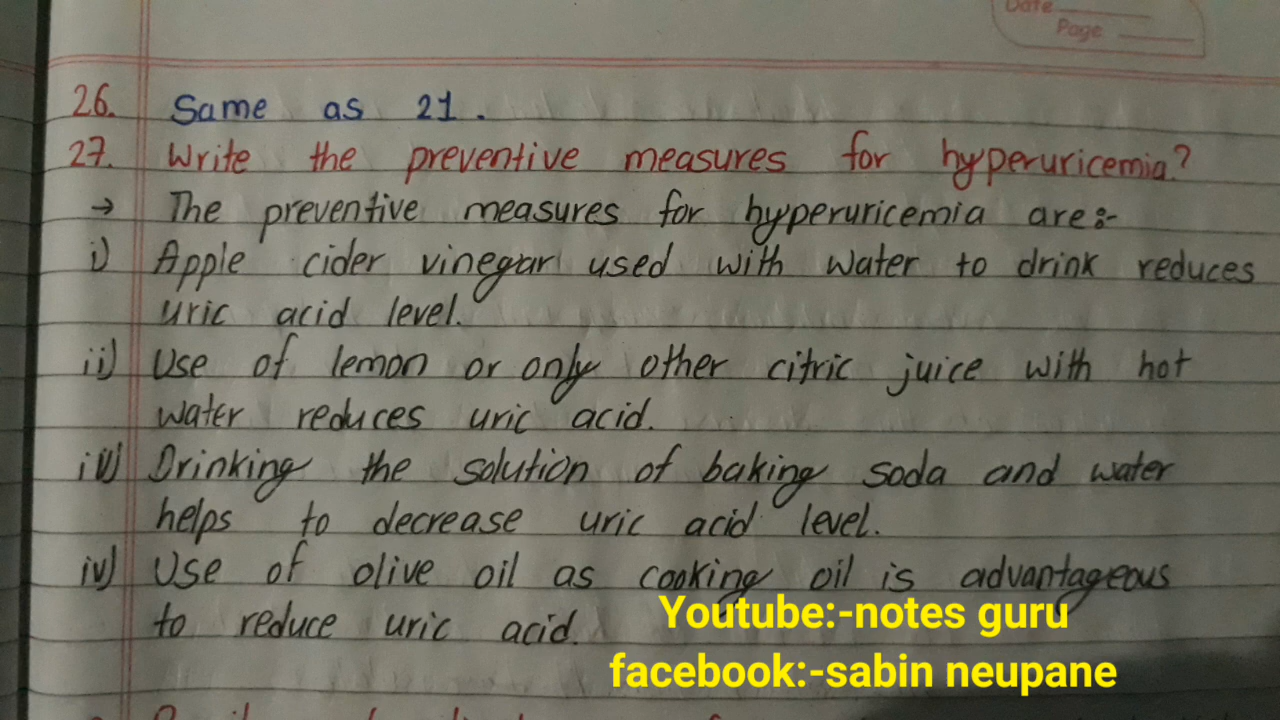 Date
Page
26. Same as 21.
27. Write the preventive measures for hyperuricemia?
→ The preventive measures for hyperuricemia are:-
i) Apple cider vinegar used with water to drink reduces
uric acid level.
ii) Use of lemon or only other citric juice with hot
water reduces uric acid.
iii) Drinking the solution of baking soda and water
helps to decrease uric acid level.
iv) Use of olive oil as cooking oil is advantageous
to reduce uric acid.
Youtube:-notes guru
facebook:-sabin neupane